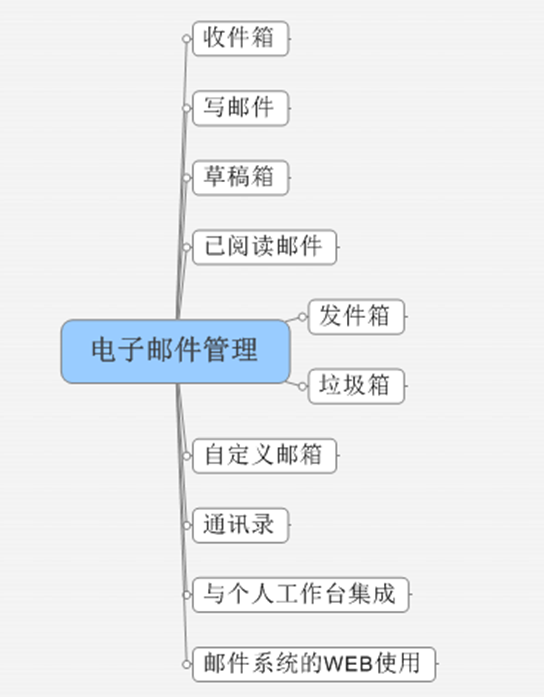 收件箱
写邮件
草稿箱
已阅读邮件
发件箱
电子邮件管理
垃圾箱
自定义邮箱
通讯录
与个人工作台集成
邮件系统的WEB使用